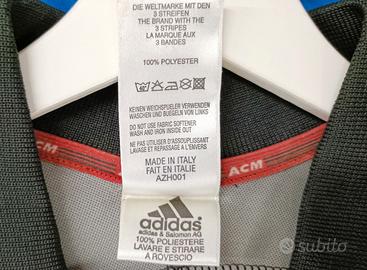 DIE WELTMARKE MIT DEN
3 STREIFEN
THE BRAND WITH THE
3 STRIPES
LA MARQUE AUX
3 BANDES
100% POLYESTER
KEINEN WEICHSPUELER VERWENDEN
WASCHEN UND BUEGELN VON LINKS
DO NOT USE FABRIC SOFTENER
WASH AND IRON INSIDE OUT
NE PAS UTILISER D'ASSOUPLISSANT
LAVAGE ET REPASSAGE A L'ENVERS
MADE IN ITALY
FAIT EN ITALIE
AZH001
ACM
ACM
adidas
adidas & Salomon AG
100% POLIESTERE
LAVARE E STIRARE
A ROVESCIO
subito